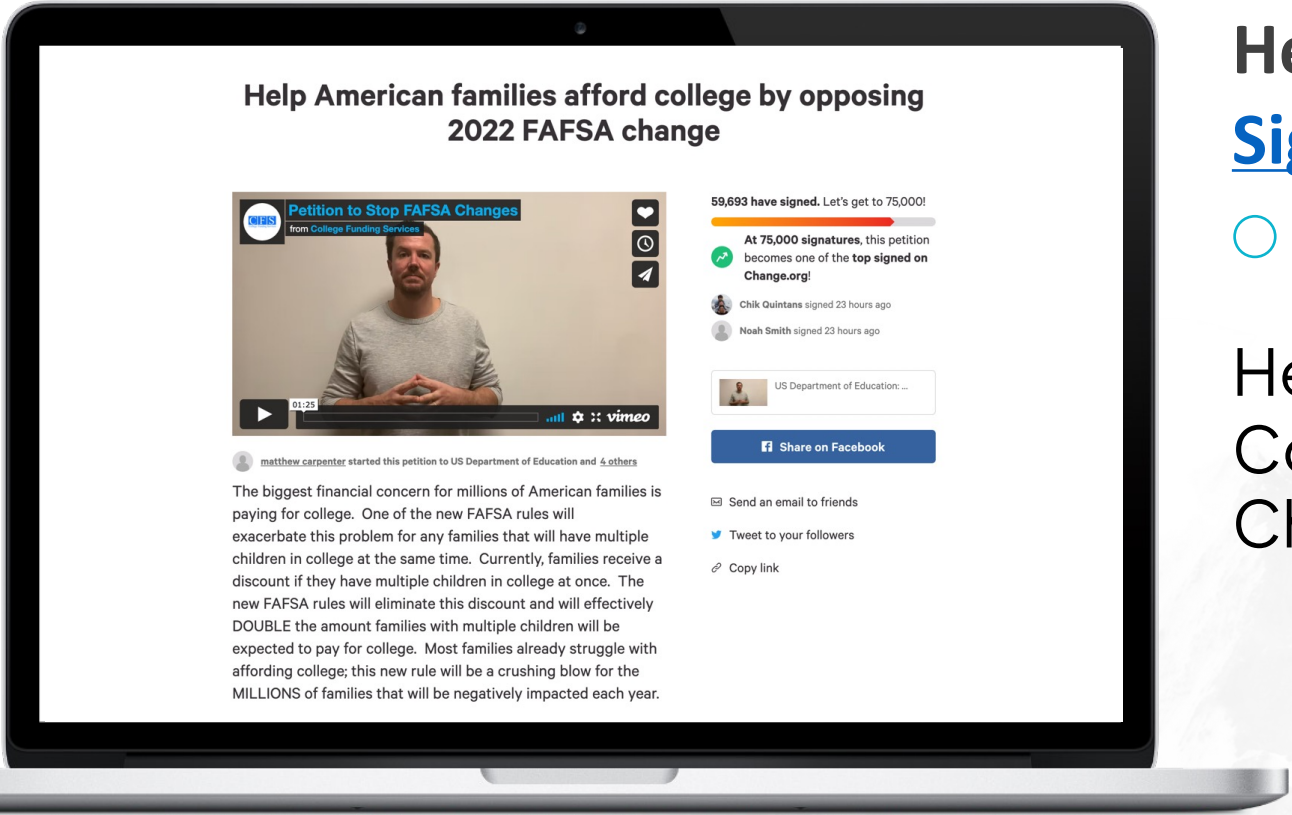 Help American families afford college by opposing
2022 FAFSA change
CFS
Petition to Stop FAFSA Changes
from College Funding Services
01:25
vimeo
matthew carpenter started this petition to US Department of Education and 4 others
The biggest financial concern for millions of American families is
paying for college. One of the new FAFSA rules will
exacerbate this problem for any families that will have multiple
children in college at the same time. Currently, families receive a
discount if they have multiple children in college at once. The
new FAFSA rules will eliminate this discount and will effectively
DOUBLE the amount families with multiple children will be
expected to pay for college. Most families already struggle with
affording college; this new rule will be a crushing blow for the
MILLIONS of families that will be negatively impacted each year.
59,693 have signed. Let's get to 75,000!
At 75,000 signatures, this petition
becomes one of the top signed on
Change.org!
Chik Quintans signed 23 hours ago
Noah Smith signed 23 hours ago
US Department of Education: ...
Share on Facebook
Send an email to friends
Tweet to your followers
Copy link